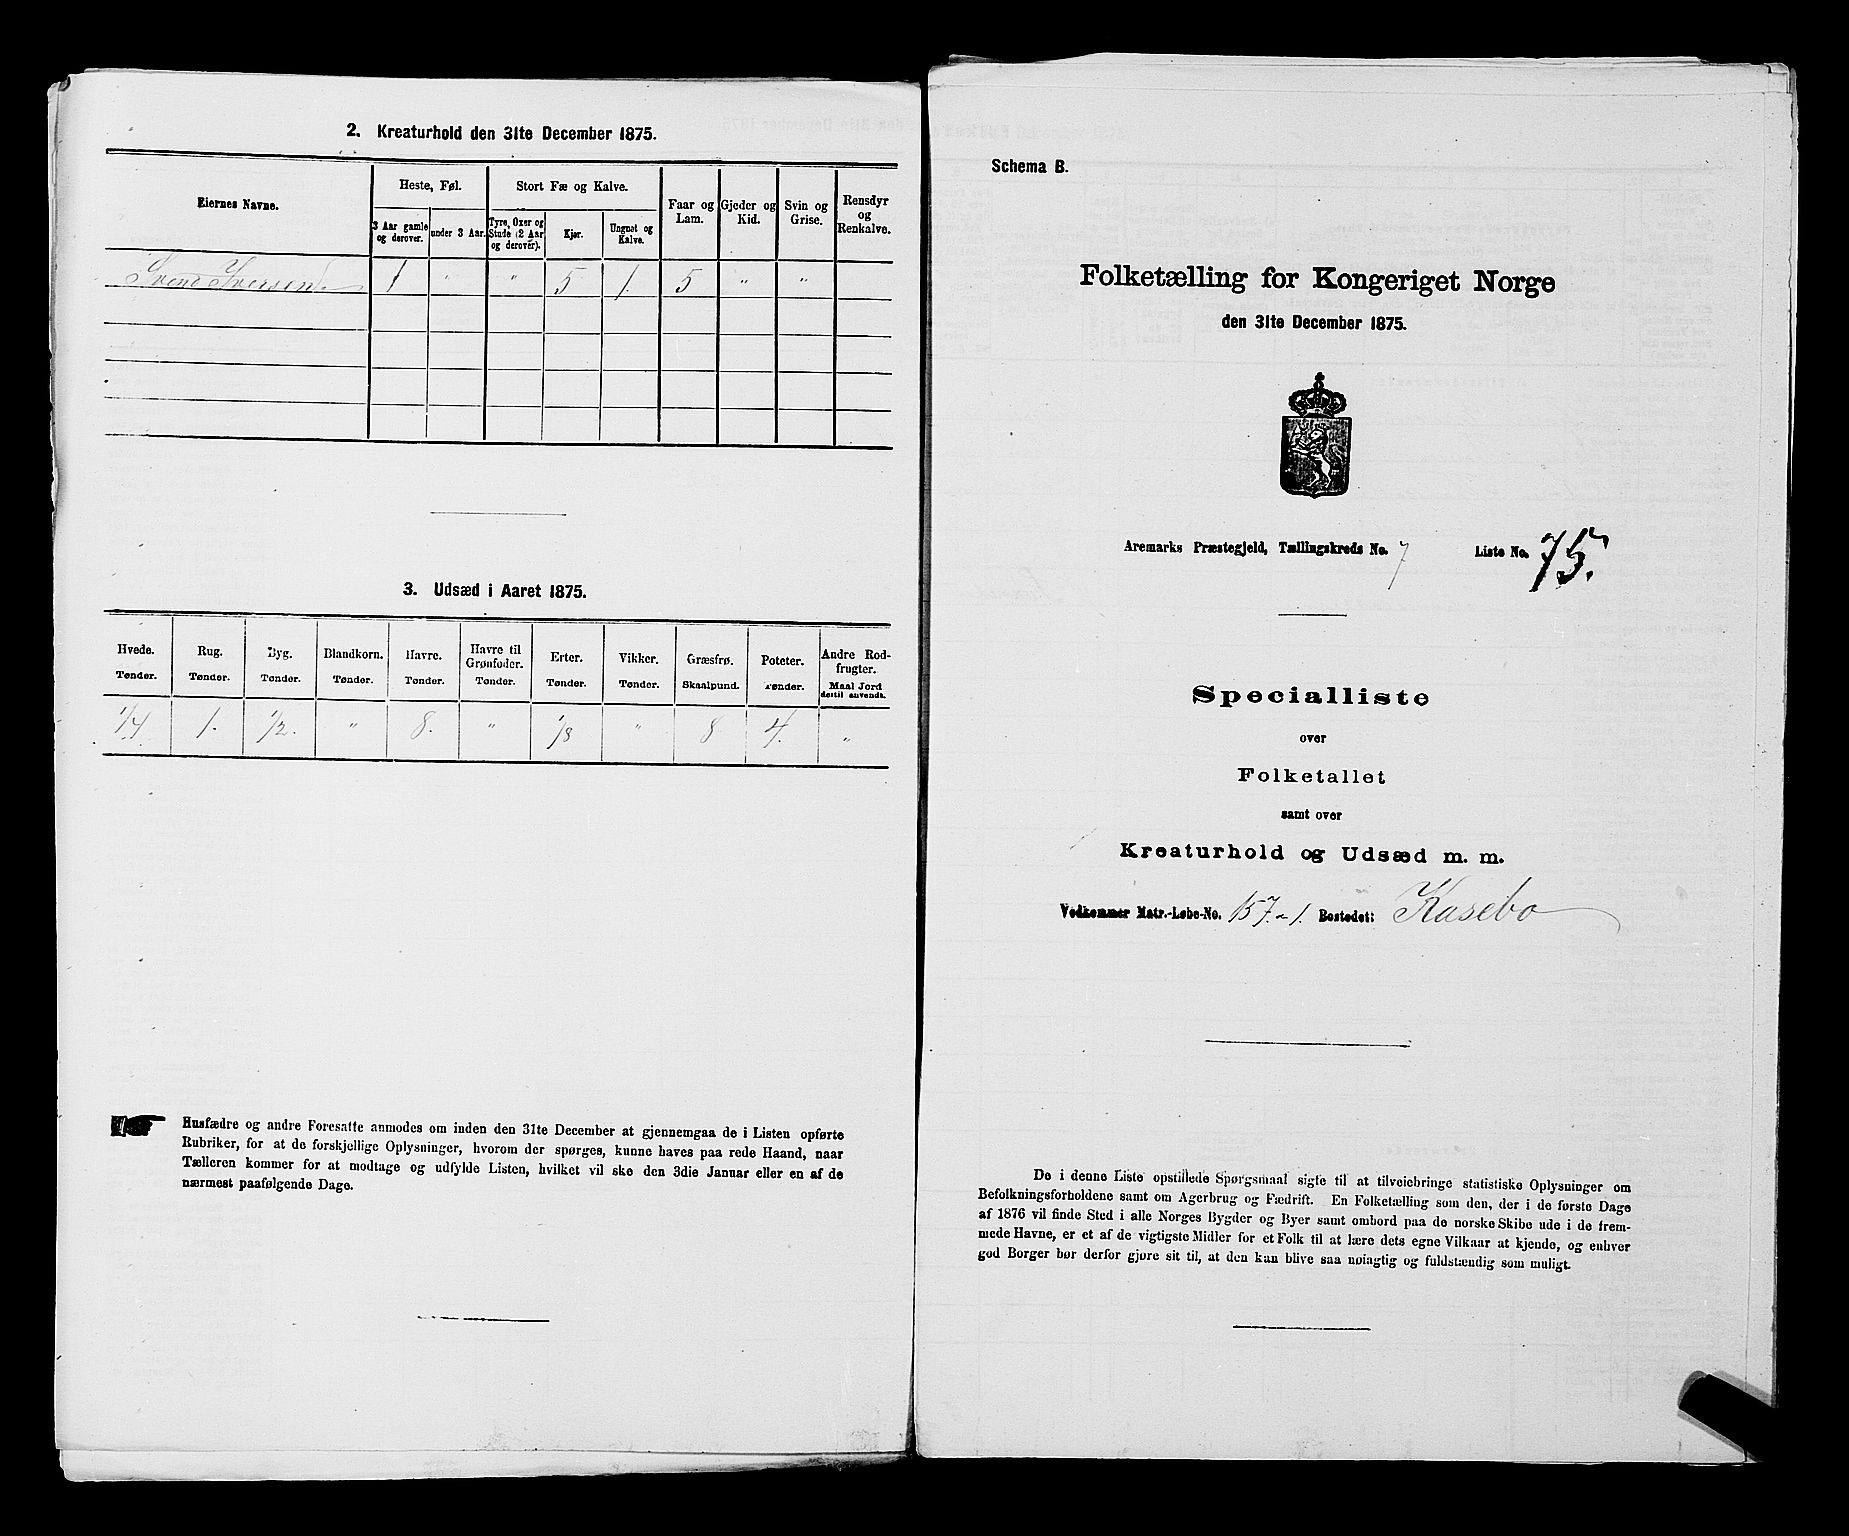 2. Kreaturhold den 31te December 1875.
Eiernes Navne.
Heste, Føl.
Stort Fæ og Kalve.
Faar og Lam.
Gjeder og Kid.
Svin og Grise.
Rensdyr og Renkalve.
3 Aar gamle og derover.
under 3 Aar.
Tyre, Oxer og Stude (2 Aar og derover).
Kjør.
Ungnøt og Kalve.
Svend Iversen 1 " " 5 1. 5 " "
3. Udsæd i Aaret 1875.
Hvede. Rug. Byg. Blandkorn. Havre. Havre til Grønfoder. Erter. Vikker. Græsfrø. Poteter. Andre Rodfrugter.
Tønder. Tønder. Tønder. Tønder. Tønder. Tønder. Tønder. Tønder. Skaalpund. Tønder. Maal Jord dertil anvendt.
1/4 1. 1/2. " 8. " 1/8 " 8 4. "
Husfædre og andre Foresatte anmodes om inden den 31te December at gjennemgaa de i Listen opførte
Rubriker, for at de forskjellige Oplysninger, hvorom der spørges, kunne haves paa rede Haand, naar
Tælleren kommer for at modtage og udfylde Listen, hvilket vil ske den 3die Januar eller en af de
nærmest paafølgende Dage.
Schema B.
Folketælling for Kongeriget Norge
den 31te December 1875.
Aremarks Præstegjeld, Tællingskreds No. 7 Liste No. 75.
Specialliste
over
Folketallet
samt over
Kreaturhold og Udsæd m. m.
Vedkommer Matr.-Løbe-No. 157.a 1. Bostedet: Kasebo
De i denne Liste opstillede Spørgsmaal sigte til at tilveiebringe statistiske Oplysninger om
Befolkningsforholdene samt om Agerbrug og Fædrift. En Folketælling som den, der i de første Dage
af 1876 vil finde Sted i alle Norges Bygder og Byer samt ombord paa de norske Skibe ude i de frem-
mede Havne, er et af de vigtigste Midler for et Folk til at lære dets egne Vilkaar at kjende, og enhver
god Borger bør derfor gjøre sit til, at den kan blive saa nøiagtig og fuldstændig som muligt.